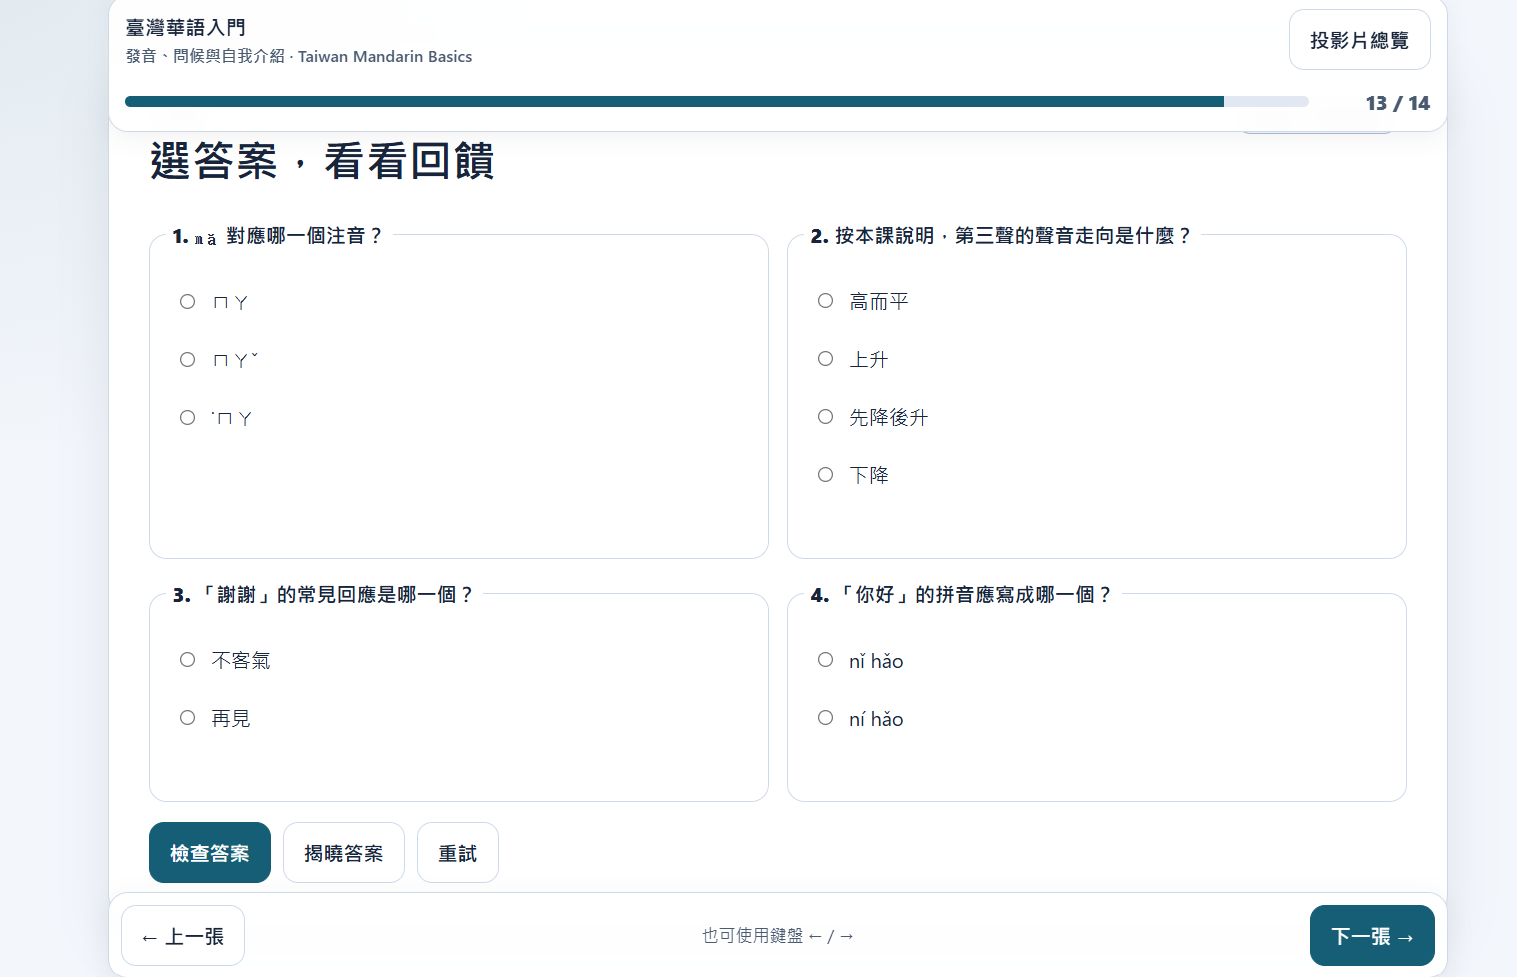 臺灣華語入門
發音、問候與自我介紹 · Taiwan Mandarin Basics
投影片總覽
13 / 14
選答案，看看回饋
1. mǎ 對應哪一個注音？
ㄇㄚ
ㄇㄚˇ
˙ㄇㄚ
2. 按本課說明，第三聲的聲音走向是什麼？
高而平
上升
先降後升
下降
3. 「謝謝」的常見回應是哪一個？
不客氣
再見
4. 「你好」的拼音應寫成哪一個？
nǐ hǎo
ní hǎo
檢查答案
揭曉答案
重試
← 上一張
也可使用鍵盤 ← / →
下一張 →